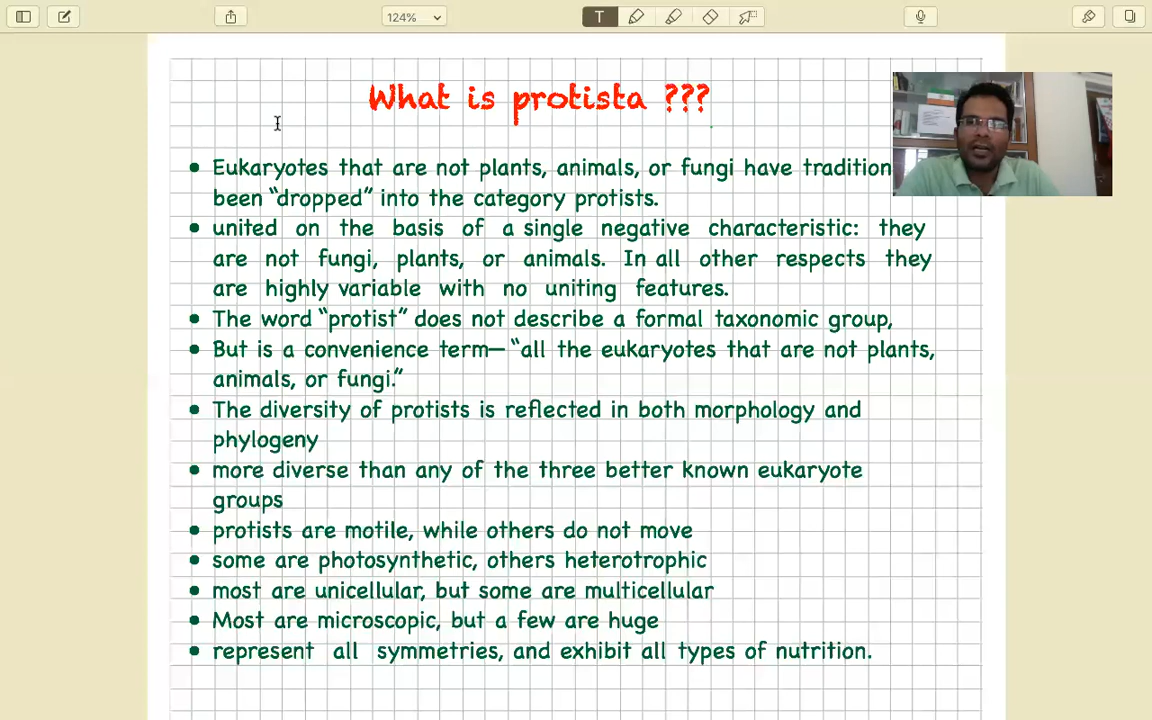 124%
T
What is protista ???
• Eukaryotes that are not plants, animals, or fungi have tradition
been “dropped” into the category protists.
• united on the basis of a single negative characteristic: they
are not fungi, plants, or animals. In all other respects they
are highly variable with no uniting features.
• The word “protist” does not describe a formal taxonomic group,
• But is a convenience term— “all the eukaryotes that are not plants,
animals, or fungi.”
• The diversity of protists is reflected in both morphology and
phylogeny
• more diverse than any of the three better known eukaryote
groups
• protists are motile, while others do not move
• some are photosynthetic, others heterotrophic
• most are unicellular, but some are multicellular
• Most are microscopic, but a few are huge
• represent all symmetries, and exhibit all types of nutrition.